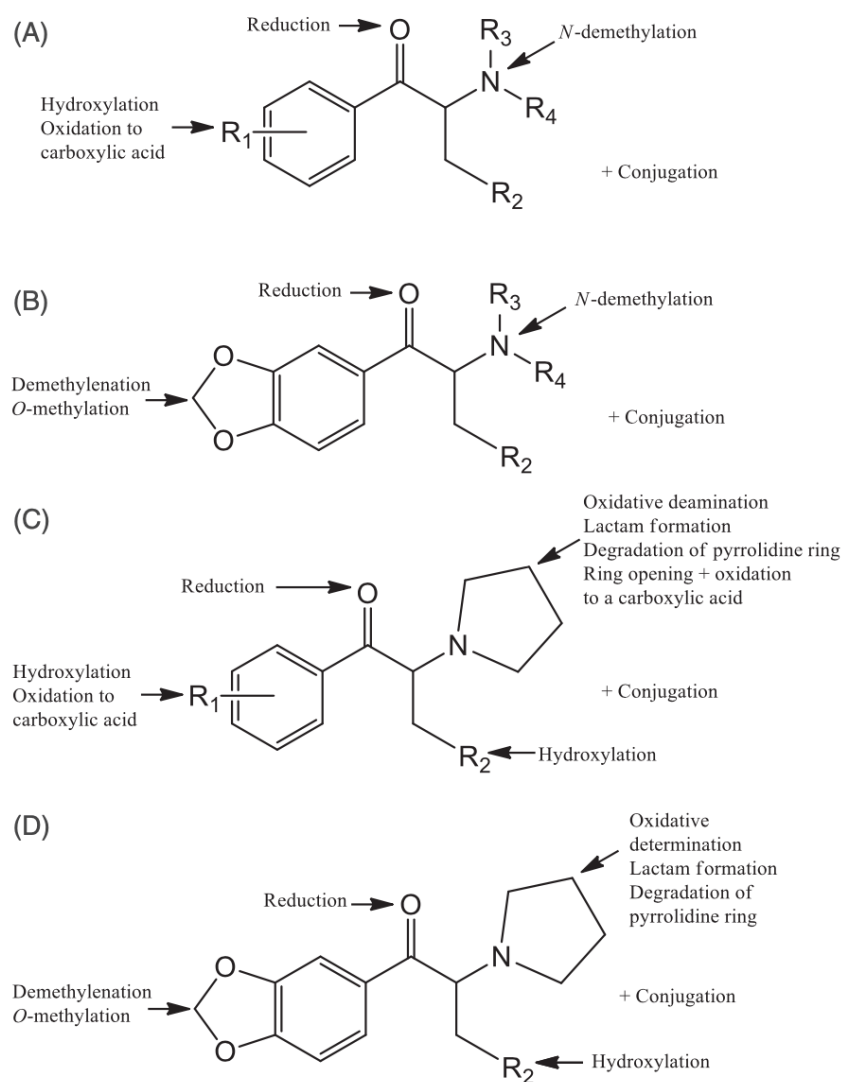 (A)
Reduction
O
R3
N-demethylation
N
R4
Hydroxylation
Oxidation to
carboxylic acid
R1
+ Conjugation
R2
(B)
Reduction
O
R3
N-demethylation
N
R4
O
Demethylenation
O-methylation
O
+ Conjugation
R2
(C)
Oxidative deamination
Lactam formation
Degradation of pyrrolidine ring
Ring opening + oxidation
to a carboxylic acid
Reduction
O
N
Hydroxylation
Oxidation to
carboxylic acid
R1
+ Conjugation
R2
Hydroxylation
(D)
Oxidative
determination
Lactam formation
Degradation of
pyrrolidine ring
Reduction
O
N
O
Demethylenation
O-methylation
O
+ Conjugation
R2
Hydroxylation